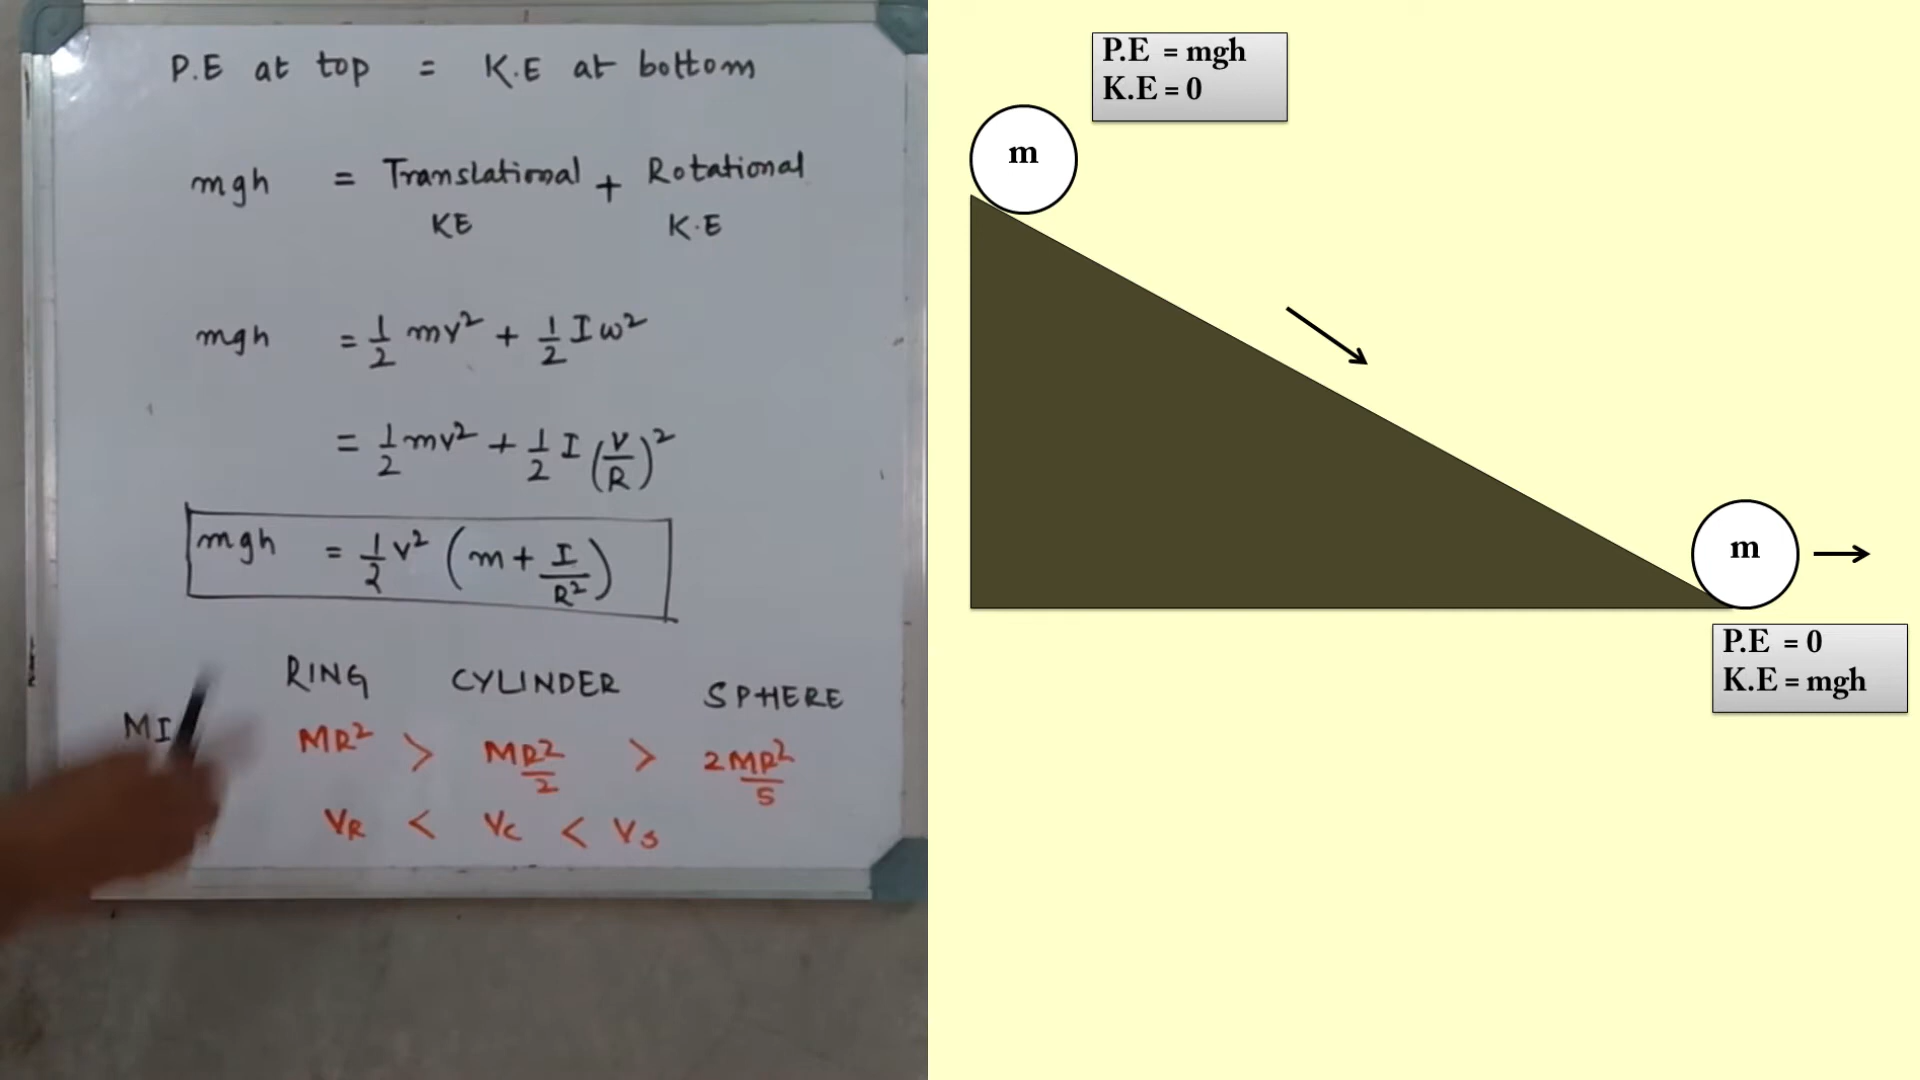 P.E at top = K.E at bottom
mgh = Translational + Rotational
KE K.E
mgh = 1/2 mv² + 1/2 I ω²
= 1/2 mv² + 1/2 I (V/R)²
mgh = 1/2 v² (m + I/R²)
RING CYLINDER SPHERE
MI MR² > MR²/2 > 2MR²/5
VR < VC < VS
P.E = mgh
K.E = 0
m
m
P.E = 0
K.E = mgh